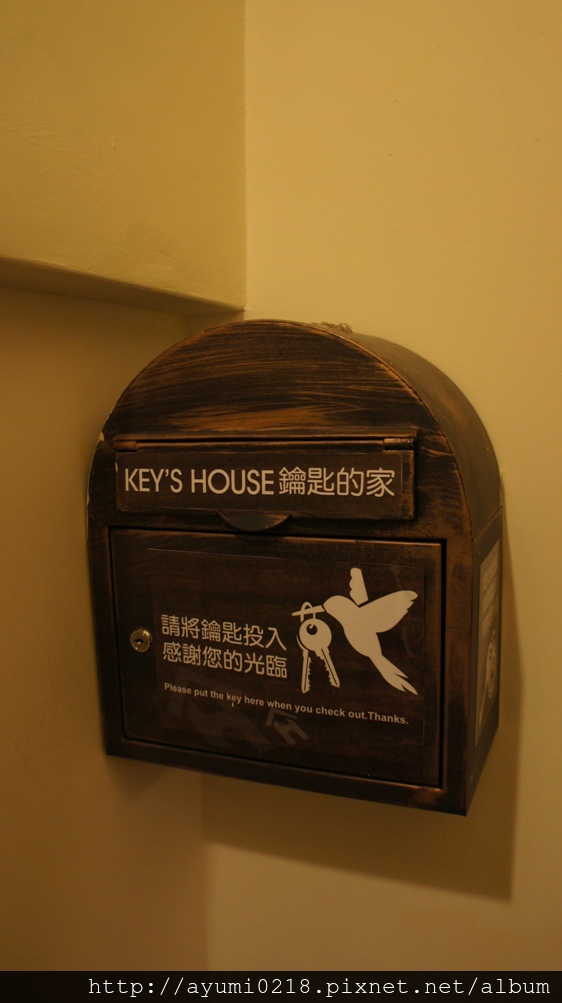 KEY'S HOUSE 鑰匙的家
請將鑰匙投入
感謝您的光臨
Please put the key here when you check out.Thanks.
http://ayumi0218.pixnet.net/album